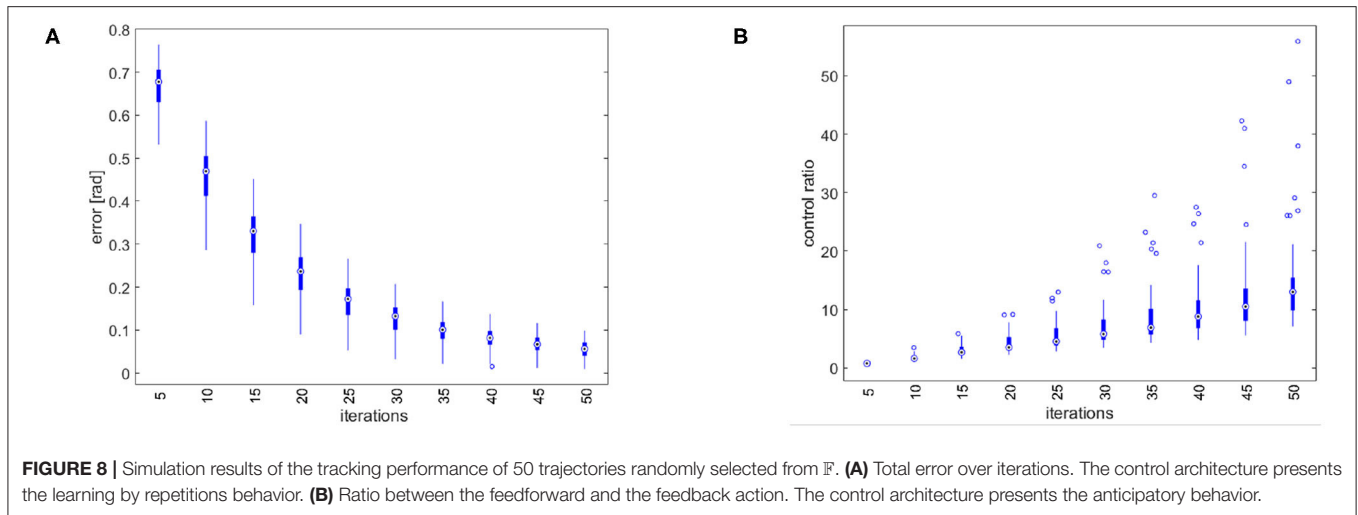 A
0.8
0.7
0.6
0.5
0.4
0.3
0.2
0.1
0
error [rad]
5 10 15 20 25 30 35 40 45 50
iterations
B
50
40
30
20
10
0
control ratio
5 10 15 20 25 30 35 40 45 50
iterations
FIGURE 8 | Simulation results of the tracking performance of 50 trajectories randomly selected from 𝔽. (A) Total error over iterations. The control architecture presents
the learning by repetitions behavior. (B) Ratio between the feedforward and the feedback action. The control architecture presents the anticipatory behavior.